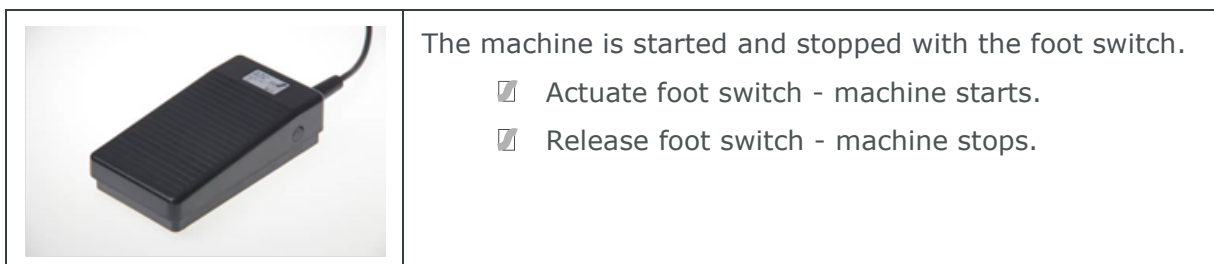 The machine is started and stopped with the foot switch.
Actuate foot switch - machine starts.
Release foot switch - machine stops.